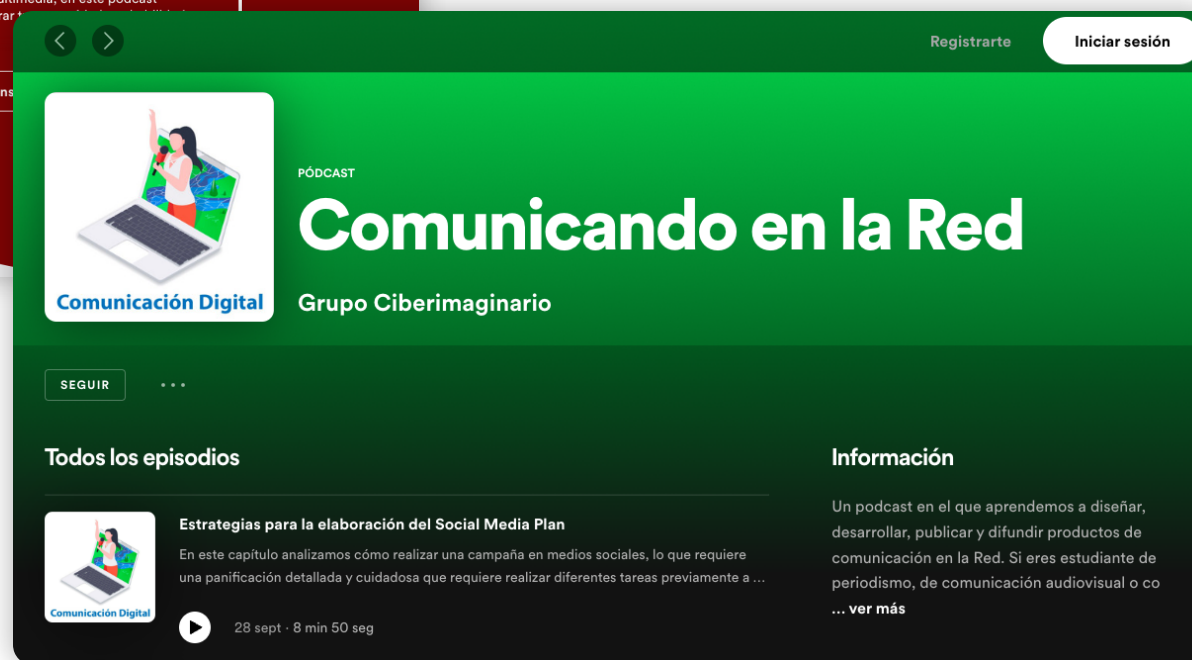 ultimedia, en este podcast
Registrarte
Iniciar sesión
PÓDCAST
Comunicando en la Red
Grupo Ciberimaginario
Comunicación Digital
SEGUIR
Todos los episodios
Estrategias para la elaboración del Social Media Plan
En este capítulo analizamos cómo realizar una campaña en medios sociales, lo que requiere
una panificación detallada y cuidadosa que requiere realizar diferentes tareas previamente a ...
Comunicación Digital
28 sept · 8 min 50 seg
Información
Un podcast en el que aprendemos a diseñar,
desarrollar, publicar y difundir productos de
comunicación en la Red. Si eres estudiante de
periodismo, de comunicación audiovisual o co
... ver más